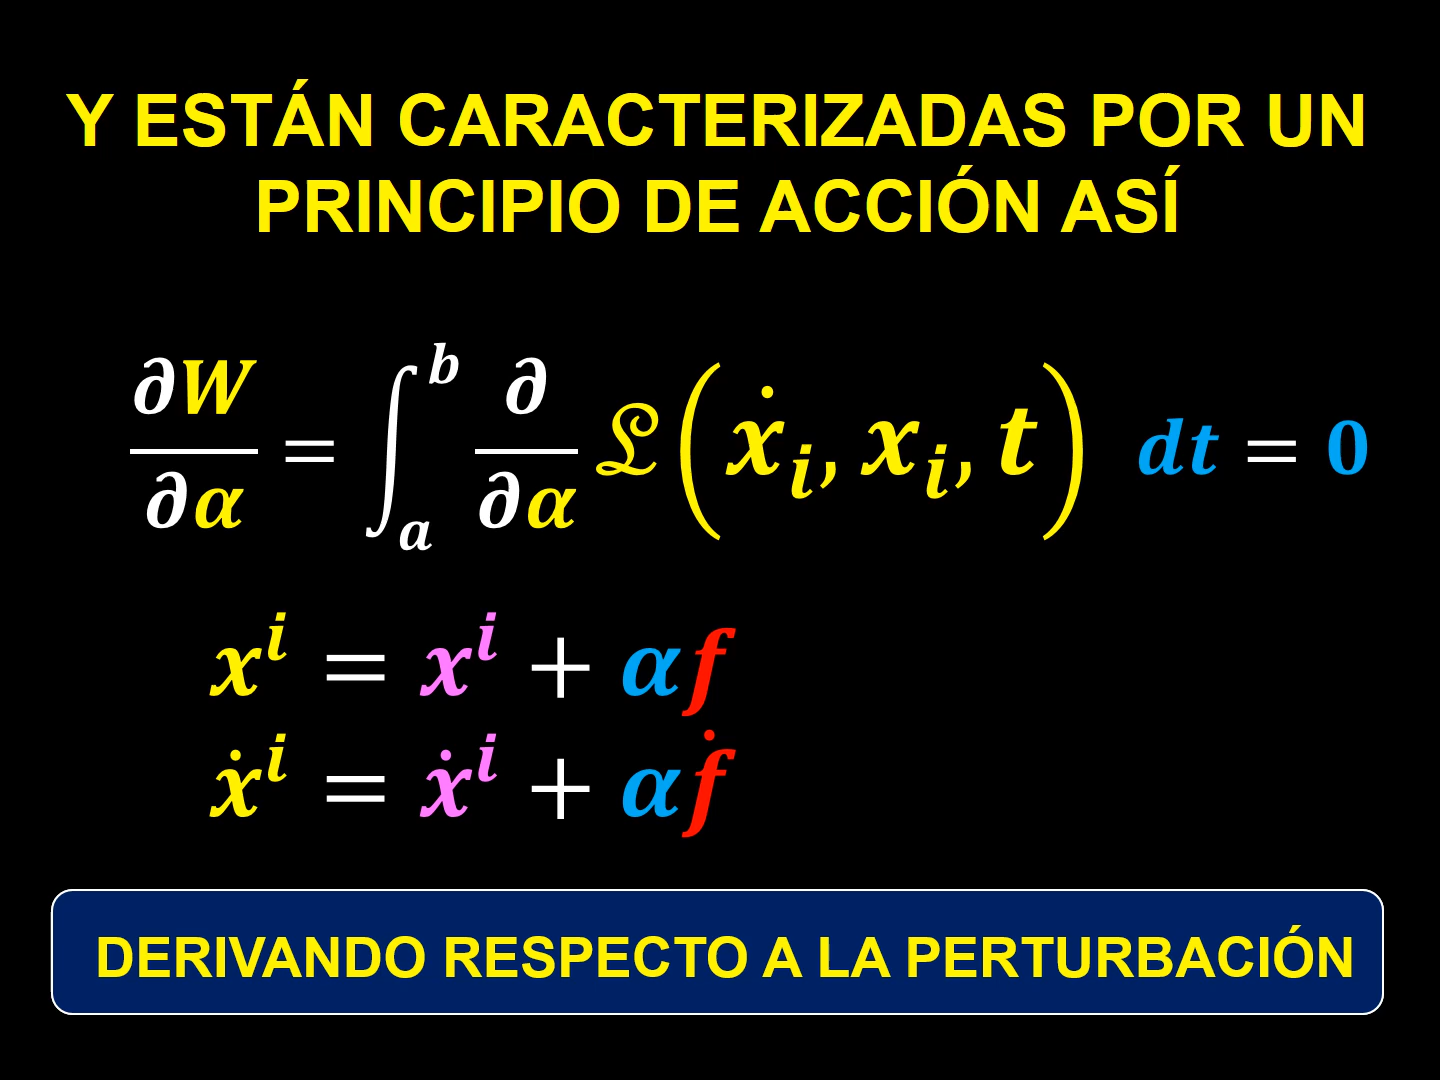 Y ESTÁN CARACTERIZADAS POR UN
PRINCIPIO DE ACCIÓN ASÍ
∂W/∂α = ∫_a^b ∂/∂α ℒ(ẋ_i, x_i, t) dt = 0
x^i = x^i + αf
ẋ^i = ẋ^i + αḟ
DERIVANDO RESPECTO A LA PERTURBACIÓN